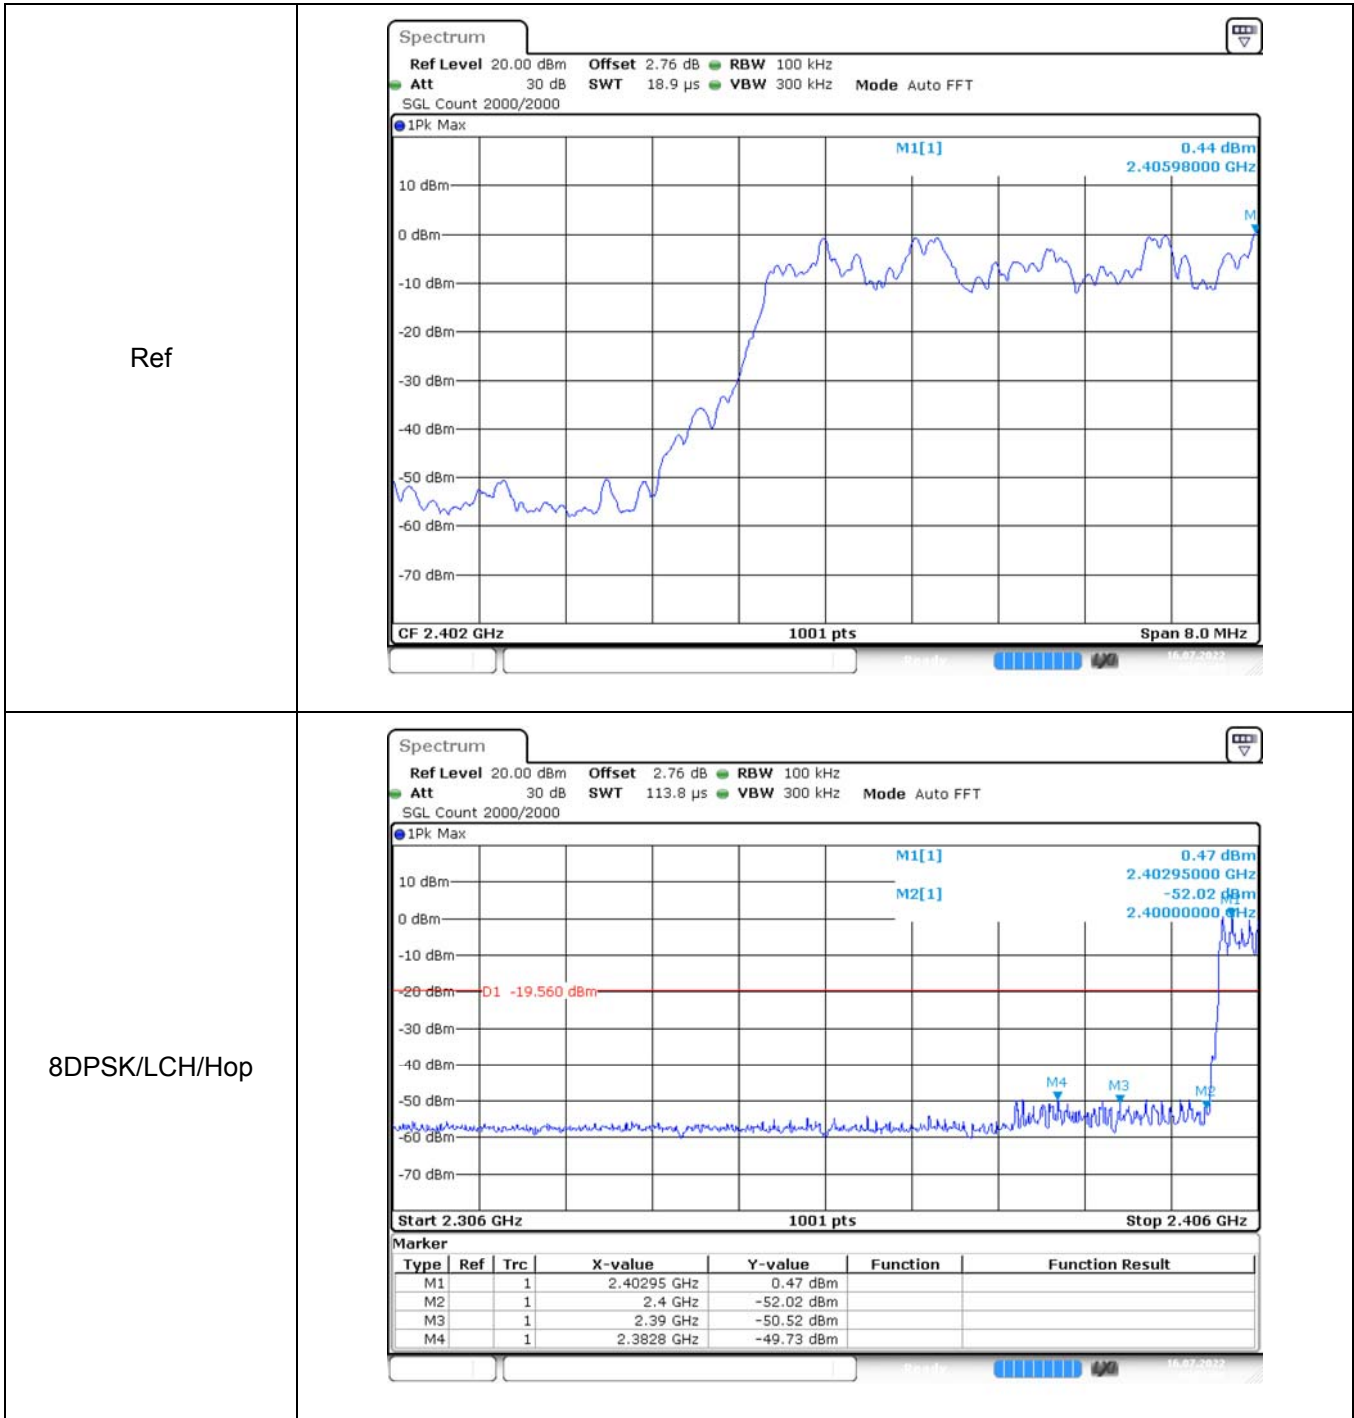 Ref
Spectrum
Ref Level 20.00 dBm Offset 2.76 dB RBW 100 kHz
Att 30 dB SWT 18.9 µs VBW 300 kHz Mode Auto FFT
SGL Count 2000/2000
1Pk Max
M1[1] 0.44 dBm
2.40598000 GHz
10 dBm
M
0 dBm
-10 dBm
-20 dBm
-30 dBm
-40 dBm
-50 dBm
-60 dBm
-70 dBm
CF 2.402 GHz 1001 pts Span 8.0 MHz
Ready 16.07.2022
8DPSK/LCH/Hop
Spectrum
Ref Level 20.00 dBm Offset 2.76 dB RBW 100 kHz
Att 30 dB SWT 113.8 µs VBW 300 kHz Mode Auto FFT
SGL Count 2000/2000
1Pk Max
M1[1] 0.47 dBm
2.40295000 GHz
10 dBm
M2[1] -52.02 dBm
M1
0 dBm 2.40000000 GHz
-10 dBm
-20 dBm D1 -19.560 dBm
-30 dBm
-40 dBm
M4 M3 M2
-50 dBm
-60 dBm
-70 dBm
Start 2.306 GHz 1001 pts Stop 2.406 GHz
Marker
Type Ref Trc X-value Y-value Function Function Result
M1 1 2.40295 GHz 0.47 dBm
M2 1 2.4 GHz -52.02 dBm
M3 1 2.39 GHz -50.52 dBm
M4 1 2.3828 GHz -49.73 dBm
Ready 16.07.2022